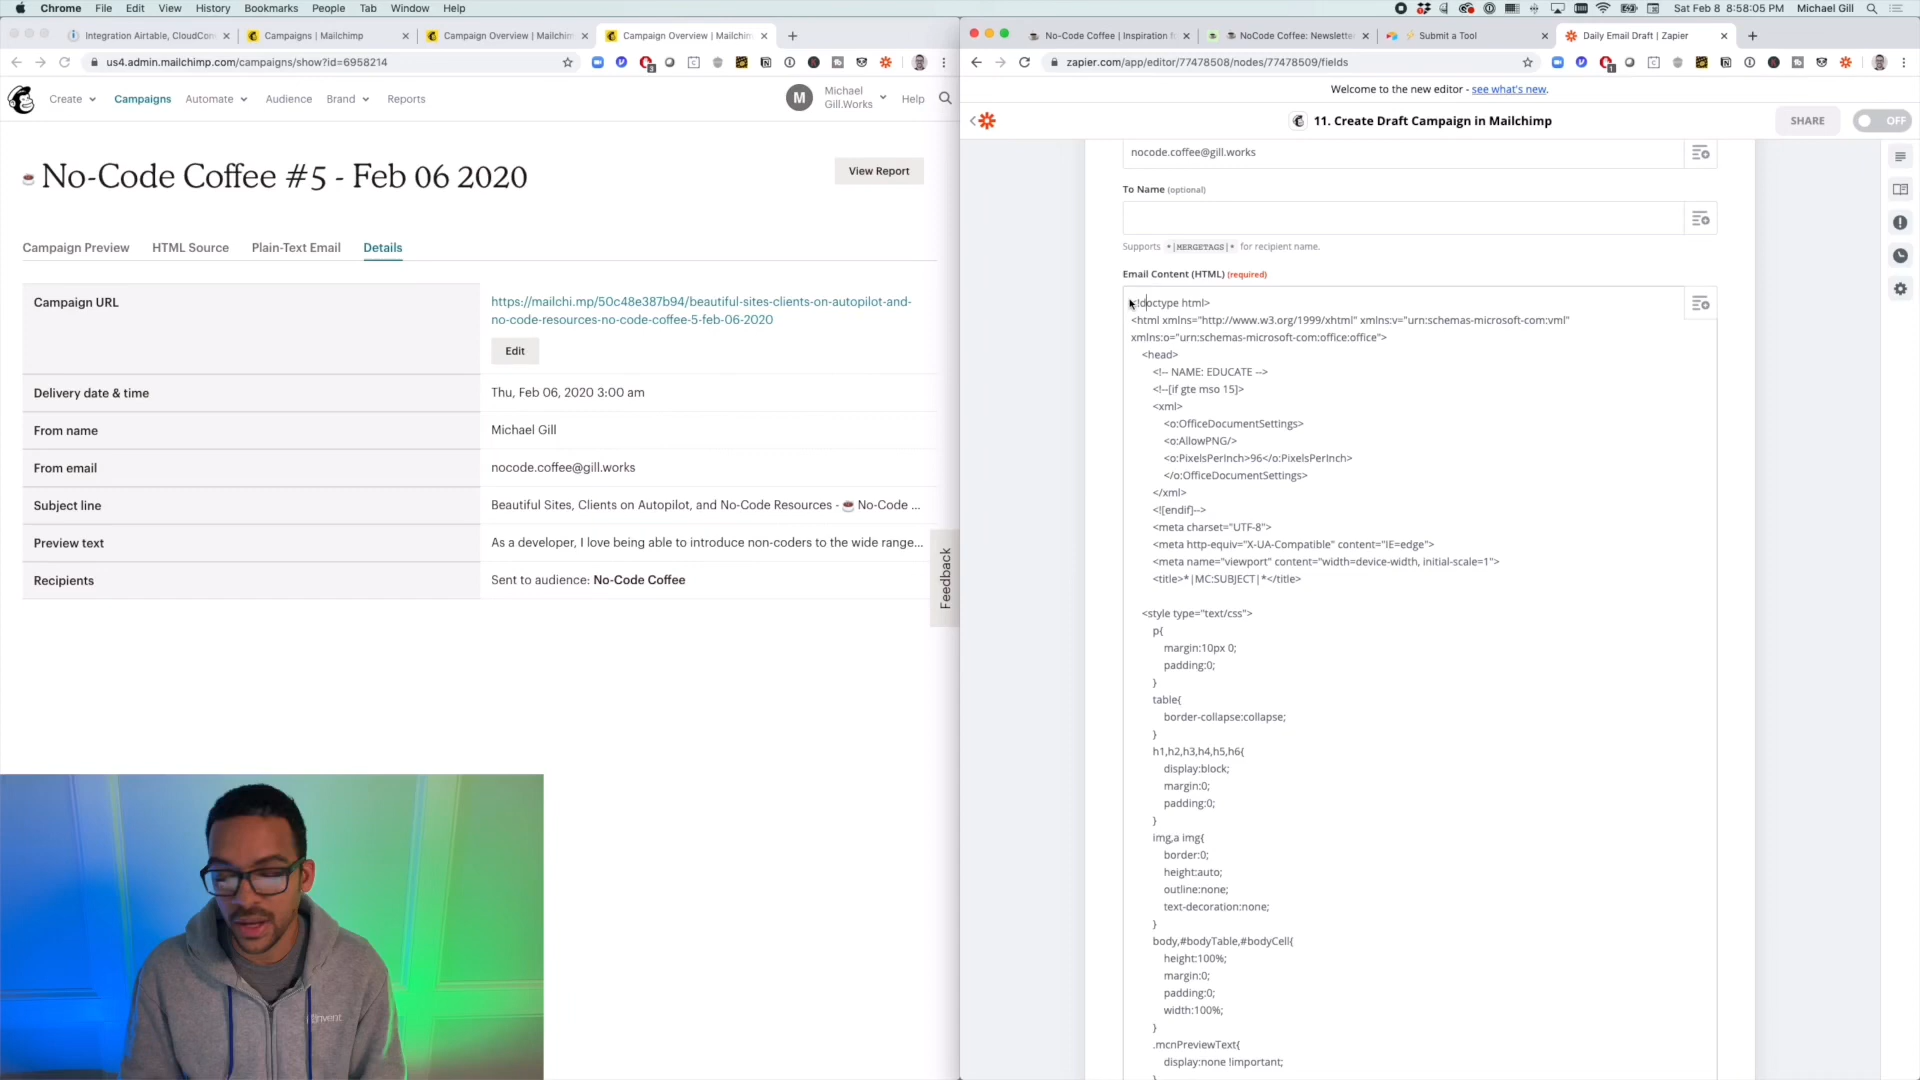 Chrome File Edit View History Bookmarks People Tab Window Help
Sat Feb 8 8:58:05 PM Michael Gill
Integration Airtable, CloudCon
Campaigns | Mailchimp
Campaign Overview | Mailchim
Campaign Overview | Mailchim
us4.admin.mailchimp.com/campaigns/show?id=6958214
Create
Campaigns
Automate
Audience
Brand
Reports
M
Michael
Gill.Works
Help
No-Code Coffee #5 - Feb 06 2020
View Report
Campaign Preview
HTML Source
Plain-Text Email
Details
Campaign URL
https://mailchi.mp/50c48e387b94/beautiful-sites-clients-on-autopilot-and-
no-code-resources-no-code-coffee-5-feb-06-2020
Edit
Delivery date & time
Thu, Feb 06, 2020 3:00 am
From name
Michael Gill
From email
nocode.coffee@gill.works
Subject line
Beautiful Sites, Clients on Autopilot, and No-Code Resources - ☕ No-Code ...
Preview text
As a developer, I love being able to introduce non-coders to the wide range...
Recipients
Sent to audience: No-Code Coffee
Feedback
No-Code Coffee | Inspiration f
NoCode Coffee: Newsletter
Submit a Tool
Daily Email Draft | Zapier
zapier.com/app/editor/77478508/nodes/77478509/fields
Welcome to the new editor - see what's new.
11. Create Draft Campaign in Mailchimp
SHARE
OFF
nocode.coffee@gill.works
To Name (optional)
Supports *|MERGETAGS|* for recipient name.
Email Content (HTML) (required)
<!doctype html>
<html xmlns="http://www.w3.org/1999/xhtml" xmlns:v="urn:schemas-microsoft-com:vml"
xmlns:o="urn:schemas-microsoft-com:office:office">
<head>
<!-- NAME: EDUCATE -->
<!--[if gte mso 15]>
<xml>
<o:OfficeDocumentSettings>
<o:AllowPNG/>
<o:PixelsPerInch>96</o:PixelsPerInch>
</o:OfficeDocumentSettings>
</xml>
<![endif]-->
<meta charset="UTF-8">
<meta http-equiv="X-UA-Compatible" content="IE=edge">
<meta name="viewport" content="width=device-width, initial-scale=1">
<title>*|MC:SUBJECT|*</title>
<style type="text/css">
p{
margin:10px 0;
padding:0;
}
table{
border-collapse:collapse;
}
h1,h2,h3,h4,h5,h6{
display:block;
margin:0;
padding:0;
}
img,a img{
border:0;
height:auto;
outline:none;
text-decoration:none;
}
body,#bodyTable,#bodyCell{
height:100%;
margin:0;
padding:0;
width:100%;
}
.mcnPreviewText{
display:none !important;